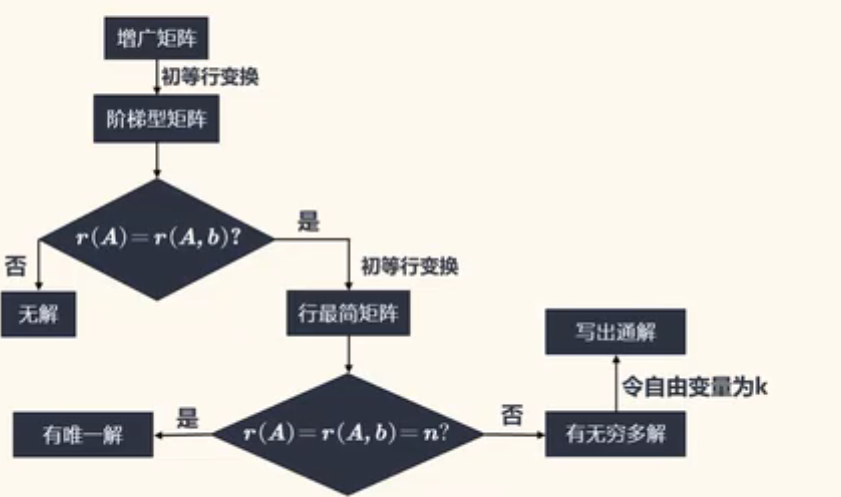 增广矩阵
初等行变换
阶梯型矩阵
r(A)=r(A,b)?
是
否
初等行变换
无解
行最简矩阵
写出通解
令自由变量为k
有唯一解
是
r(A)=r(A,b)=n?
否
有无穷多解